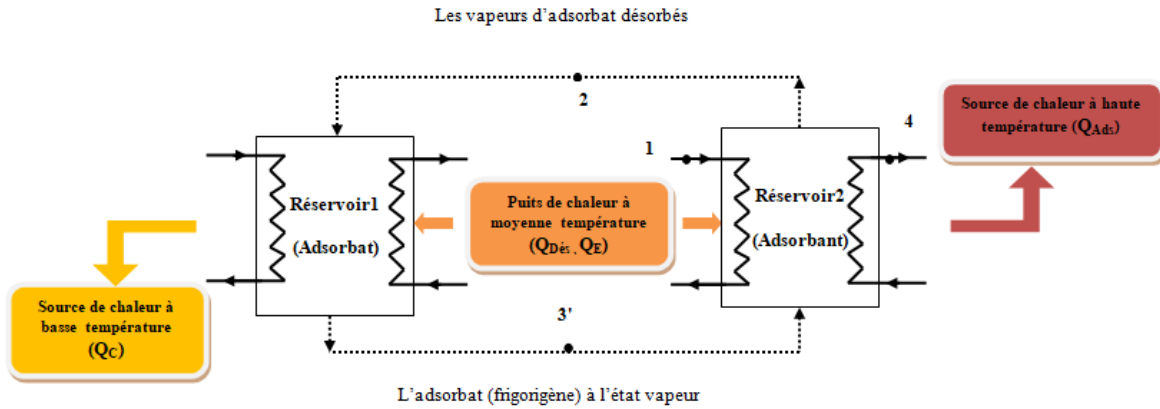 Les vapeurs d'adsorbat désorbés
2
Source de chaleur à haute
température (QAds)
4
1
Réservoir1
(Adsorbat)
Puits de chaleur à
moyenne température
(QDés , QE)
Réservoir2
(Adsorbant)
Source de chaleur à
basse température
(QC)
3'
L'adsorbat (frigorigène) à l'état vapeur